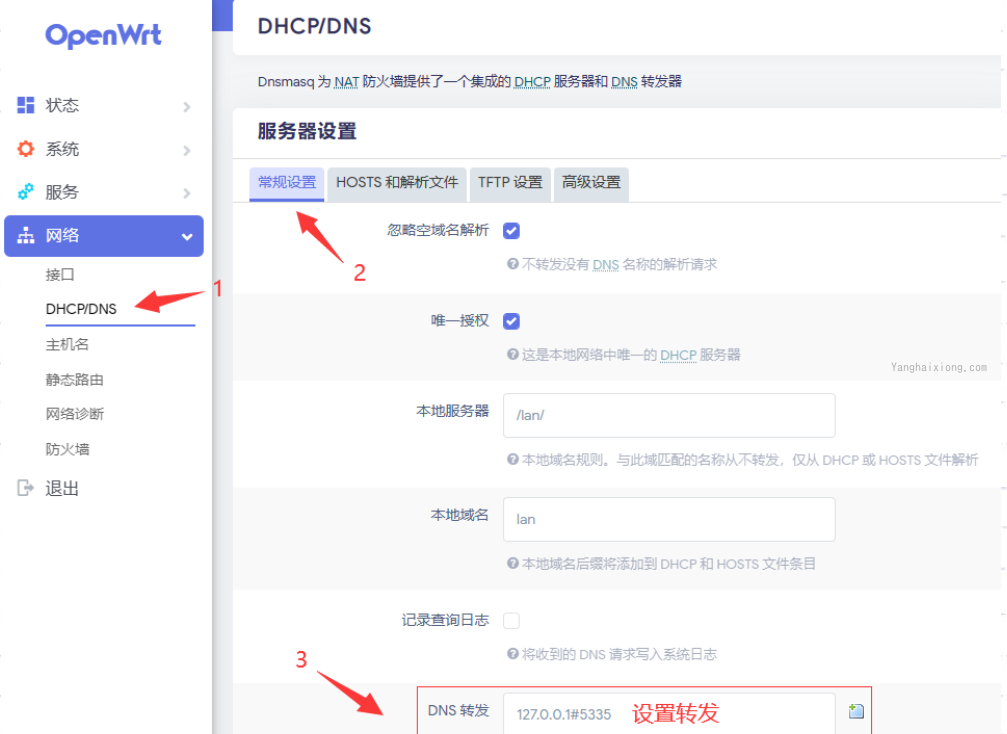 OpenWrt
状态
系统
服务
网络
接口
DHCP/DNS
1
主机名
静态路由
网络诊断
防火墙
退出
DHCP/DNS
Dnsmasq 为 NAT 防火墙提供了一个集成的 DHCP 服务器和 DNS 转发器
服务器设置
常规设置 HOSTS 和解析文件 TFTP 设置 高级设置
2
忽略空域名解析
不转发没有 DNS 名称的解析请求
唯一授权
这是本地网络中唯一的 DHCP 服务器
Yanghaixiong.com
本地服务器 /lan/
本地域名规则。与此域匹配的名称从不转发，仅从 DHCP 或 HOSTS 文件解析
本地域名 lan
本地域名后缀将添加到 DHCP 和 HOSTS 文件条目
记录查询日志
将收到的 DNS 请求写入系统日志
3
DNS 转发 127.0.0.1#5335 设置转发